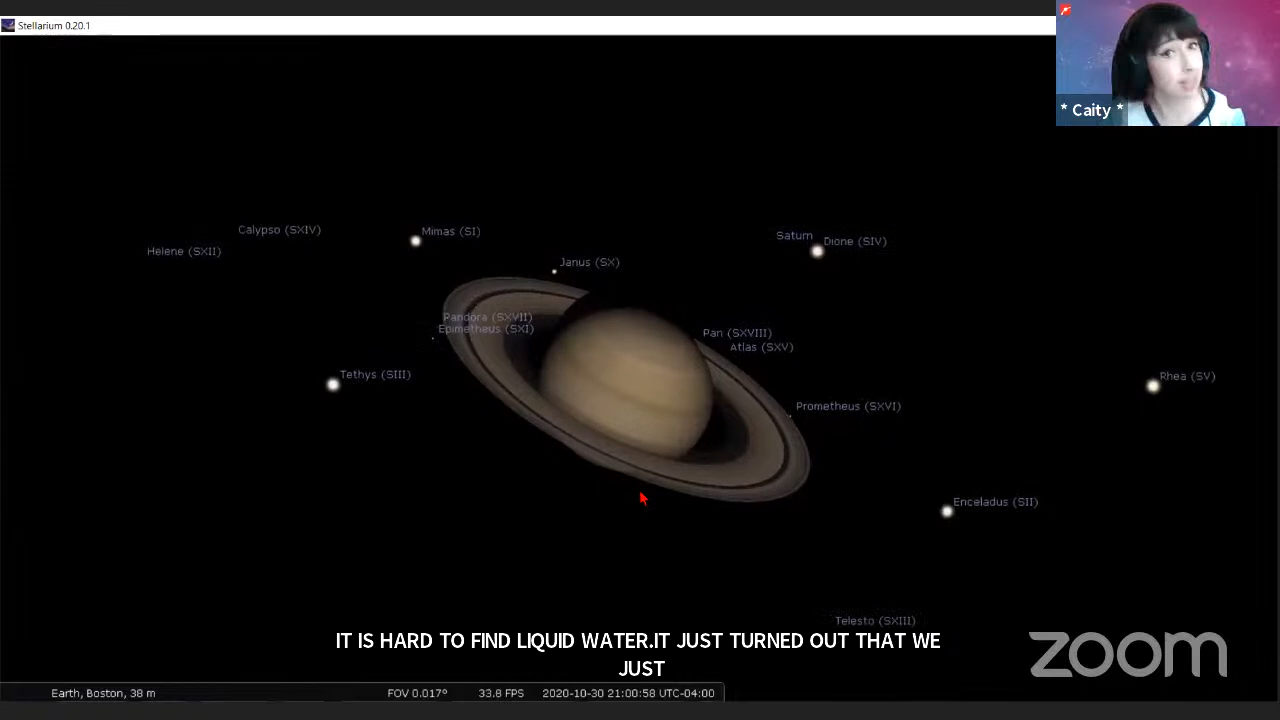 Stellarium 0.20.1
* Caity *
Calypso (SXIV)
Mimas (SI)
Saturn
Dione (SIV)
Helene (SXII)
Janus (SX)
Pandora (SXVII)
Epimetheus (SXI)
Pan (SXVIII)
Atlas (SXV)
Tethys (SIII)
Rhea (SV)
Prometheus (SXVI)
Enceladus (SII)
Telesto (SXIII)
IT IS HARD TO FIND LIQUID WATER.IT JUST TURNED OUT THAT WE
JUST
zoom
Earth, Boston, 38 m FOV 0.017° 33.8 FPS 2020-10-30 21:00:58 UTC-04:00